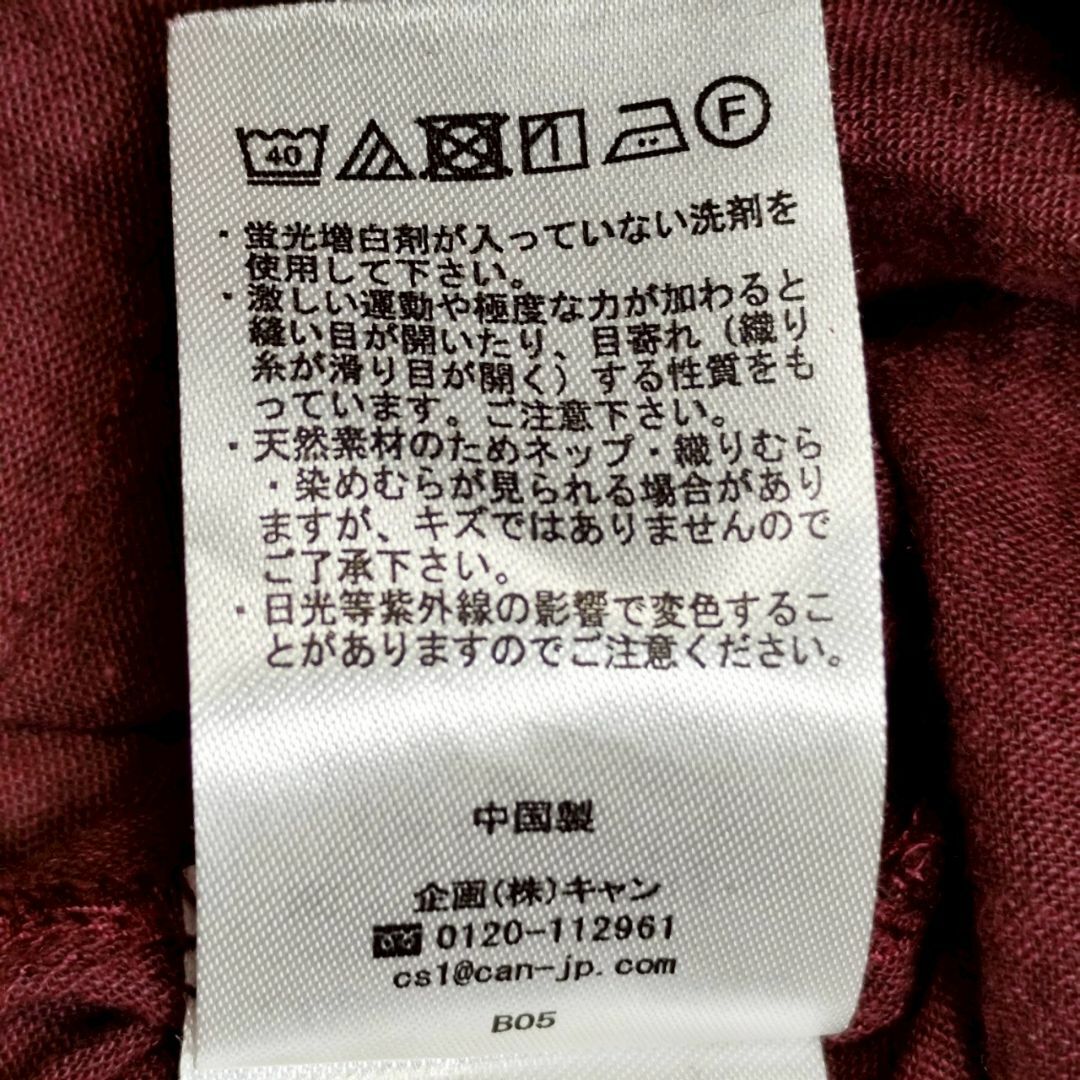 40 F
・蛍光増白剤が入っていない洗剤を
使用して下さい。
・激しい運動や極度な力が加わると
縫い目が開いたり、目寄れ（織り
糸が滑り目が開く）する性質をも
っています。ご注意下さい。
・天然素材のためネップ・織りむら
・染めむらが見られる場合があり
ますが、キズではありませんので
ご了承下さい。
・日光等紫外線の影響で変色するこ
とがありますのでご注意ください。
中国製
企画(株)キャン
0120-112961
cs1@can-jp.com
B05